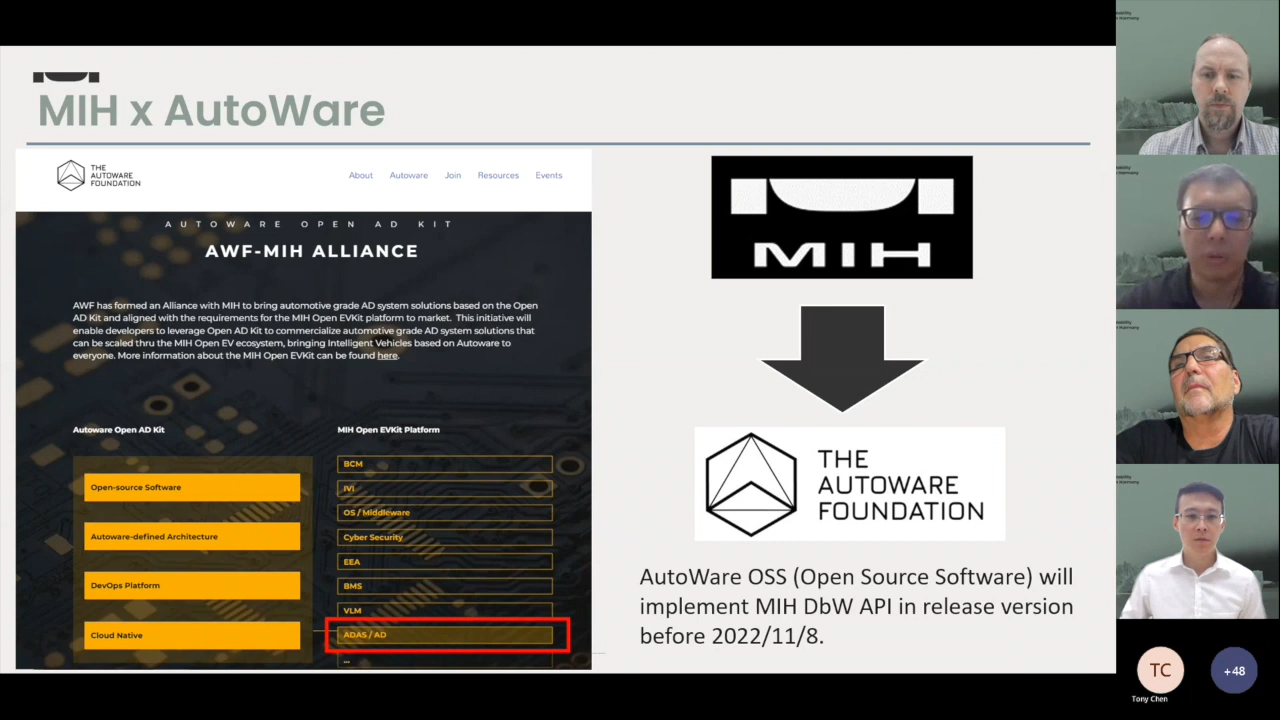 MIH x AutoWare
THE
AUTOWARE
FOUNDATION
About Autoware Join Resources Events
AUTOWARE OPEN AD KIT
AWF-MIH ALLIANCE
AWF has formed an Alliance with MIH to bring automotive grade AD system solutions based on the Open
AD Kit and aligned with the requirements for the MIH Open EVKit platform to market. This initiative will
enable developers to leverage Open AD Kit to commercialize automotive grade AD system solutions that
can be scaled thru the MIH Open EV ecosystem, bringing Intelligent Vehicles based on Autoware to
everyone. More information about the MIH Open EVKit can be found here.
Autoware Open AD Kit
Open-source Software
Autoware-defined Architecture
DevOps Platform
Cloud Native
MIH Open EVKit Platform
BCM
IVI
OS / Middleware
Cyber Security
EEA
BMS
VLM
ADAS / AD
...
MIH
THE
AUTOWARE
FOUNDATION
AutoWare OSS (Open Source Software) will
implement MIH DbW API in release version
before 2022/11/8.
TC
Tony Chen
+48